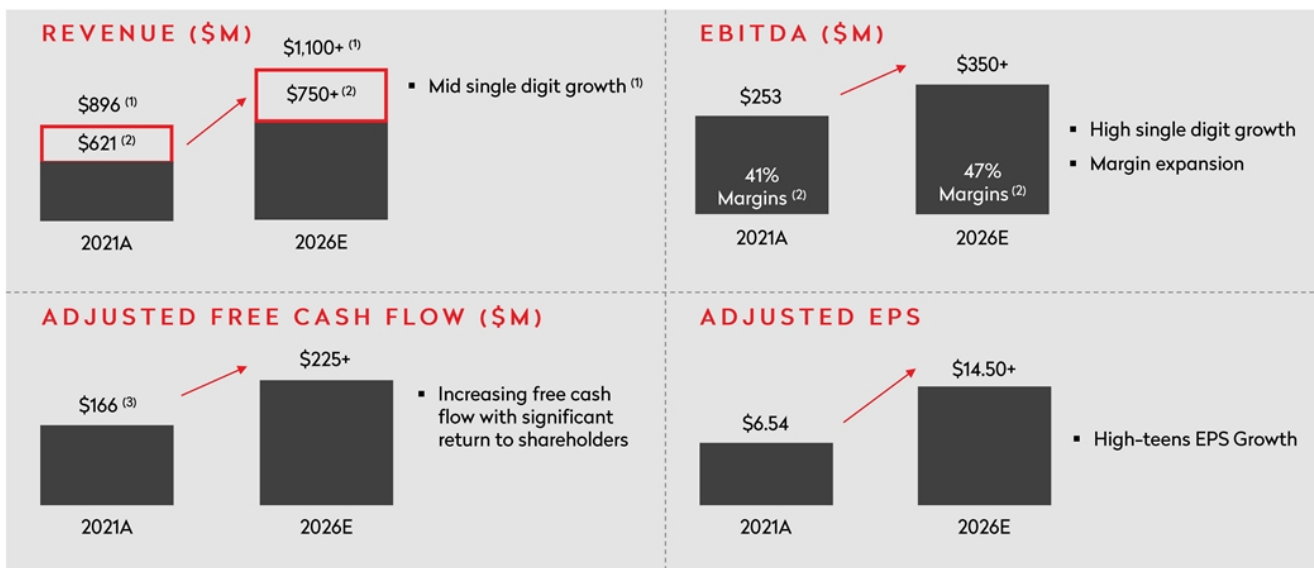 REVENUE ($M)
$1,100+ (1)
$896 (1)
$750+ (2)
$621 (2)
▪ Mid single digit growth (1)
2021A
2026E
EBITDA ($M)
$350+
$253
41%
Margins (2)
47%
Margins (2)
▪ High single digit growth
▪ Margin expansion
2021A
2026E
ADJUSTED FREE CASH FLOW ($M)
$225+
$166 (3)
▪ Increasing free cash
flow with significant
return to shareholders
2021A
2026E
ADJUSTED EPS
$14.50+
$6.54
▪ High-teens EPS Growth
2021A
2026E